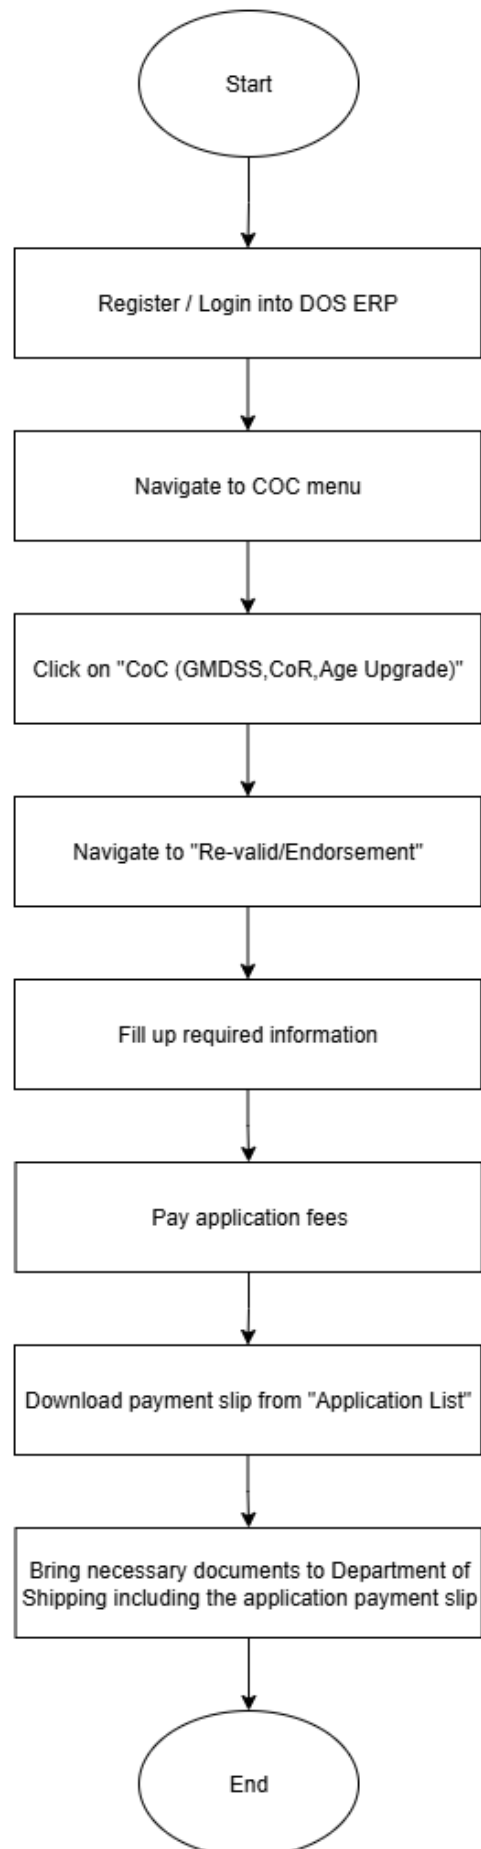 Start
Register / Login into DOS ERP
Navigate to COC menu
Click on "CoC (GMDSS,CoR,Age Upgrade)"
Navigate to "Re-valid/Endorsement"
Fill up required information
Pay application fees
Download payment slip from "Application List"
Bring necessary documents to Department of
Shipping including the application payment slip
End